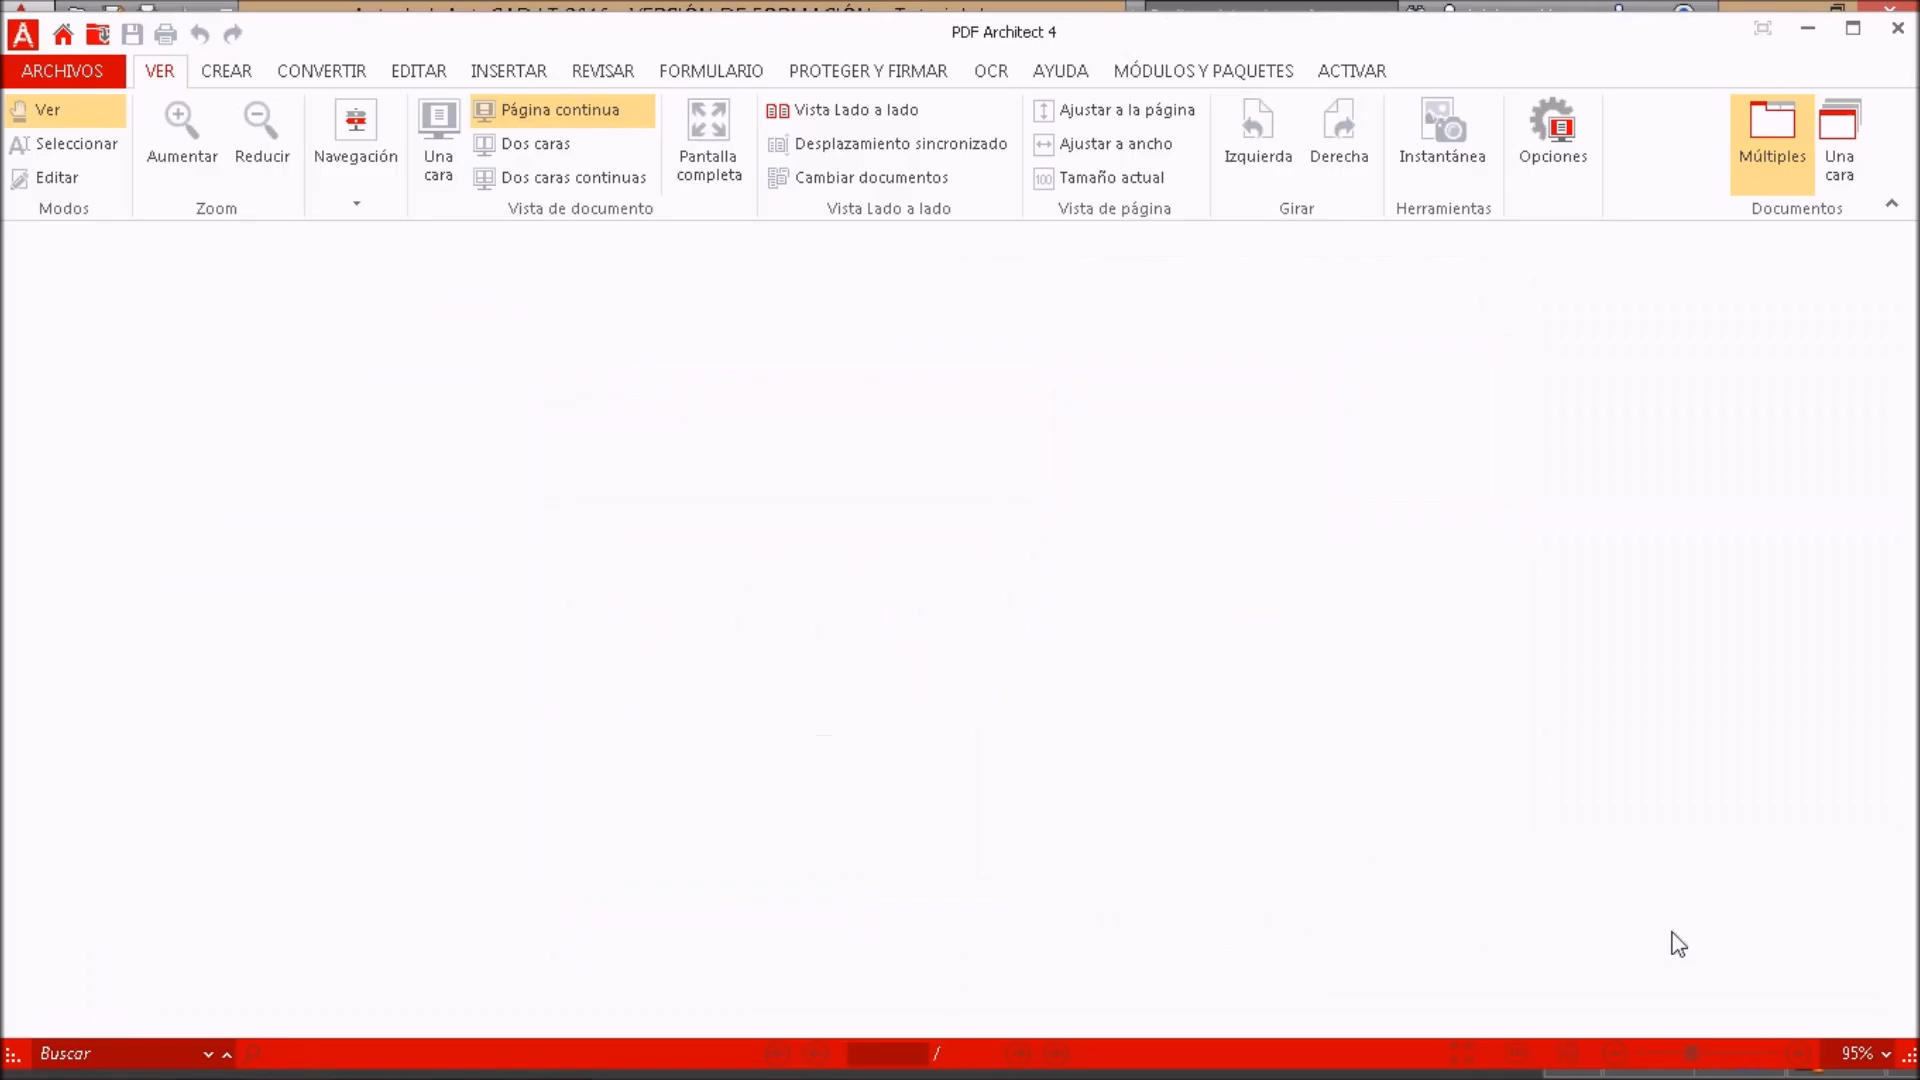 PDF Architect 4
ARCHIVOS VER CREAR CONVERTIR EDITAR INSERTAR REVISAR FORMULARIO PROTEGER Y FIRMAR OCR AYUDA MÓDULOS Y PAQUETES ACTIVAR
Ver
Seleccionar
Editar
Modos
Aumentar Reducir
Zoom
Navegación
Una
cara
Página continua
Dos caras
Dos caras continuas
Vista de documento
Pantalla
completa
Vista Lado a lado
Desplazamiento sincronizado
Cambiar documentos
Vista Lado a lado
Ajustar a la página
Ajustar a ancho
100 Tamaño actual
Vista de página
Izquierda Derecha
Girar
Instantánea
Herramientas
Opciones
Múltiples
Una
cara
Documentos
Buscar
/
95%